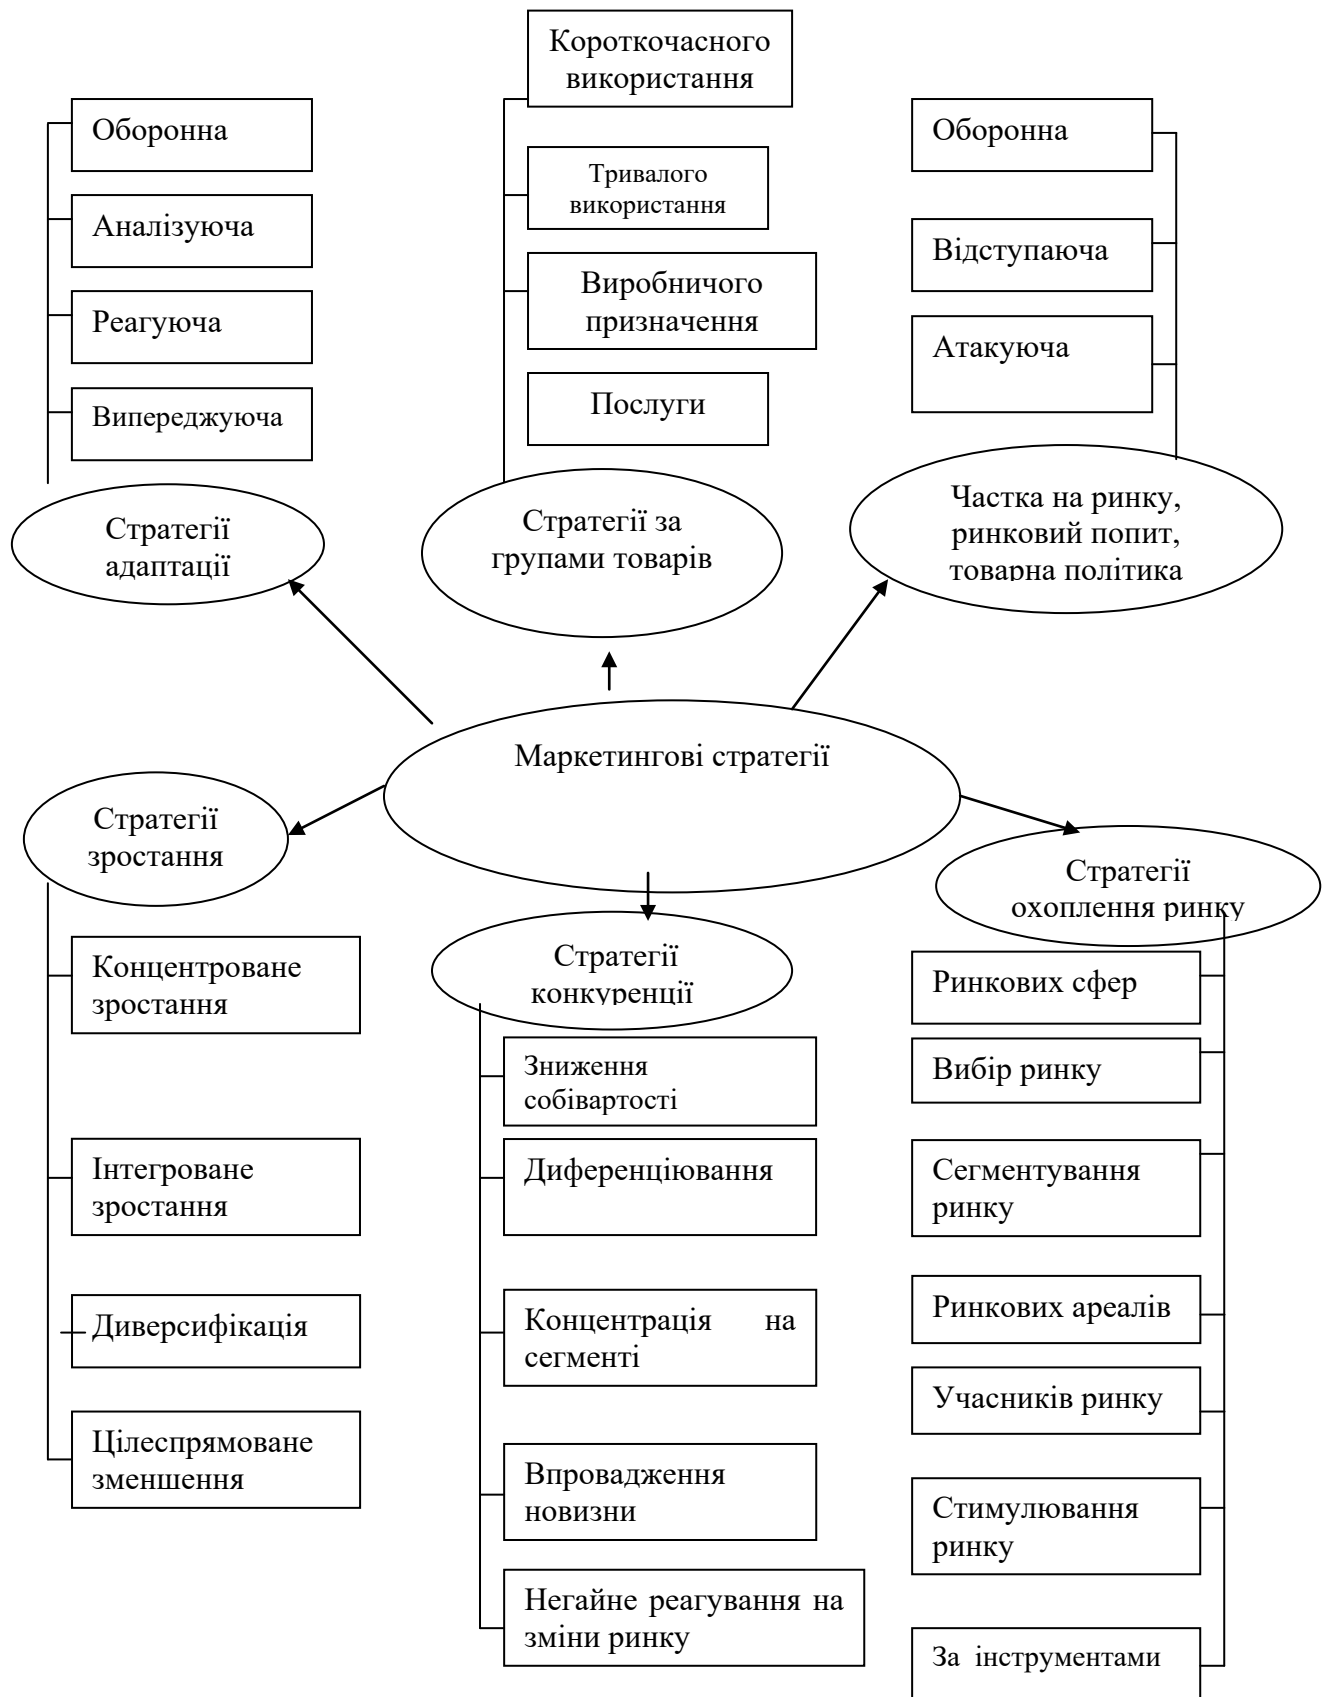 Короткочасного
використання
Оборонна
Аналізуюча
Реагуюча
Випереджуюча
Тривалого
використання
Виробничого
призначення
Послуги
Оборонна
Відступаюча
Атакуюча
Стратегії
адаптації
Стратегії за
групами товарів
Частка на ринку,
ринковий попит,
товарна політика
Маркетингові стратегії
Стратегії
зростання
Концентроване
зростання
Інтегроване
зростання
Диверсифікація
Цілеспрямоване
зменшення
Стратегії
конкуренції
Зниження
собівартості
Диференціювання
Концентрація на
сегменті
Впровадження
новизни
Негайне реагування на
зміни ринку
Стратегії
охоплення ринку
Ринкових сфер
Вибір ринку
Сегментування
ринку
Ринкових ареалів
Учасників ринку
Стимулювання
ринку
За інструментами